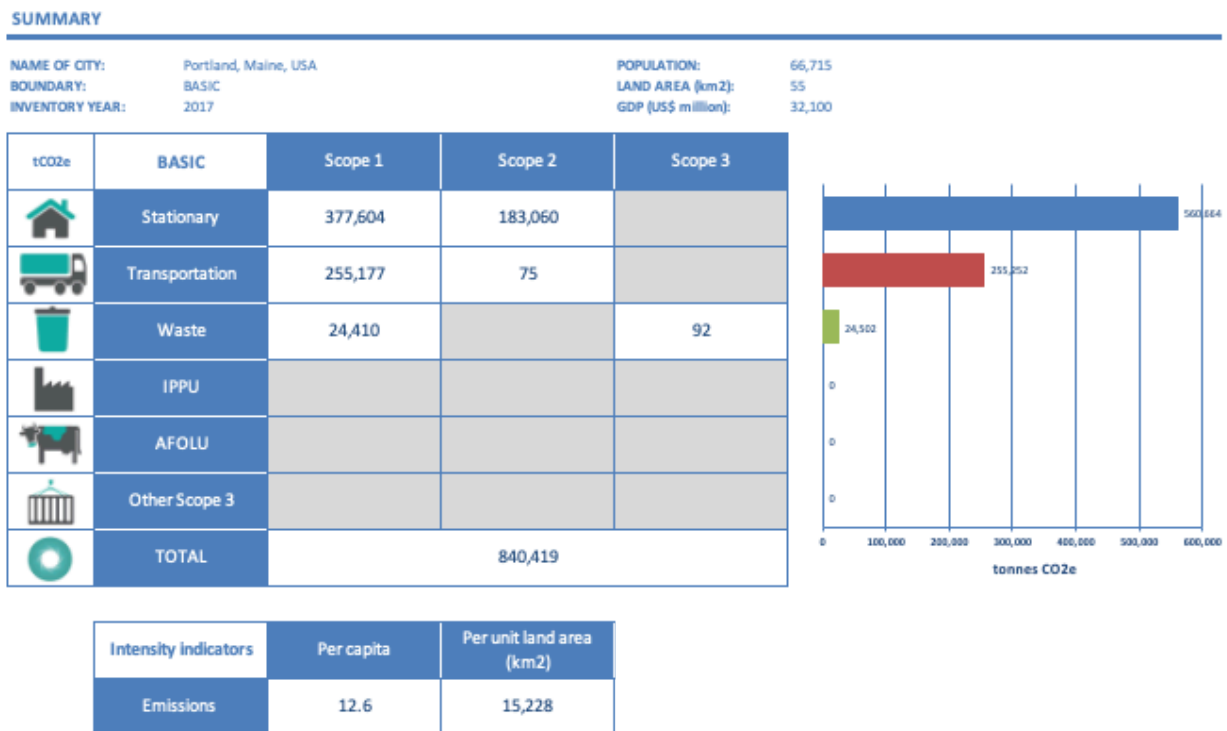 SUMMARY
NAME OF CITY: Portland, Maine, USA POPULATION: 66,715
BOUNDARY: BASIC LAND AREA (km2): 55
INVENTORY YEAR: 2017 GDP (US$ million): 32,100
tCO2e BASIC Scope 1 Scope 2 Scope 3
Stationary 377,604 183,060
Transportation 255,177 75
Waste 24,410 92
IPPU
AFOLU
Other Scope 3
TOTAL 840,419
560,664
255,252
24,502
0
0
0
0 100,000 200,000 300,000 400,000 500,000 600,000
tonnes CO2e
Intensity indicators Per capita Per unit land area
(km2)
Emissions 12.6 15,228